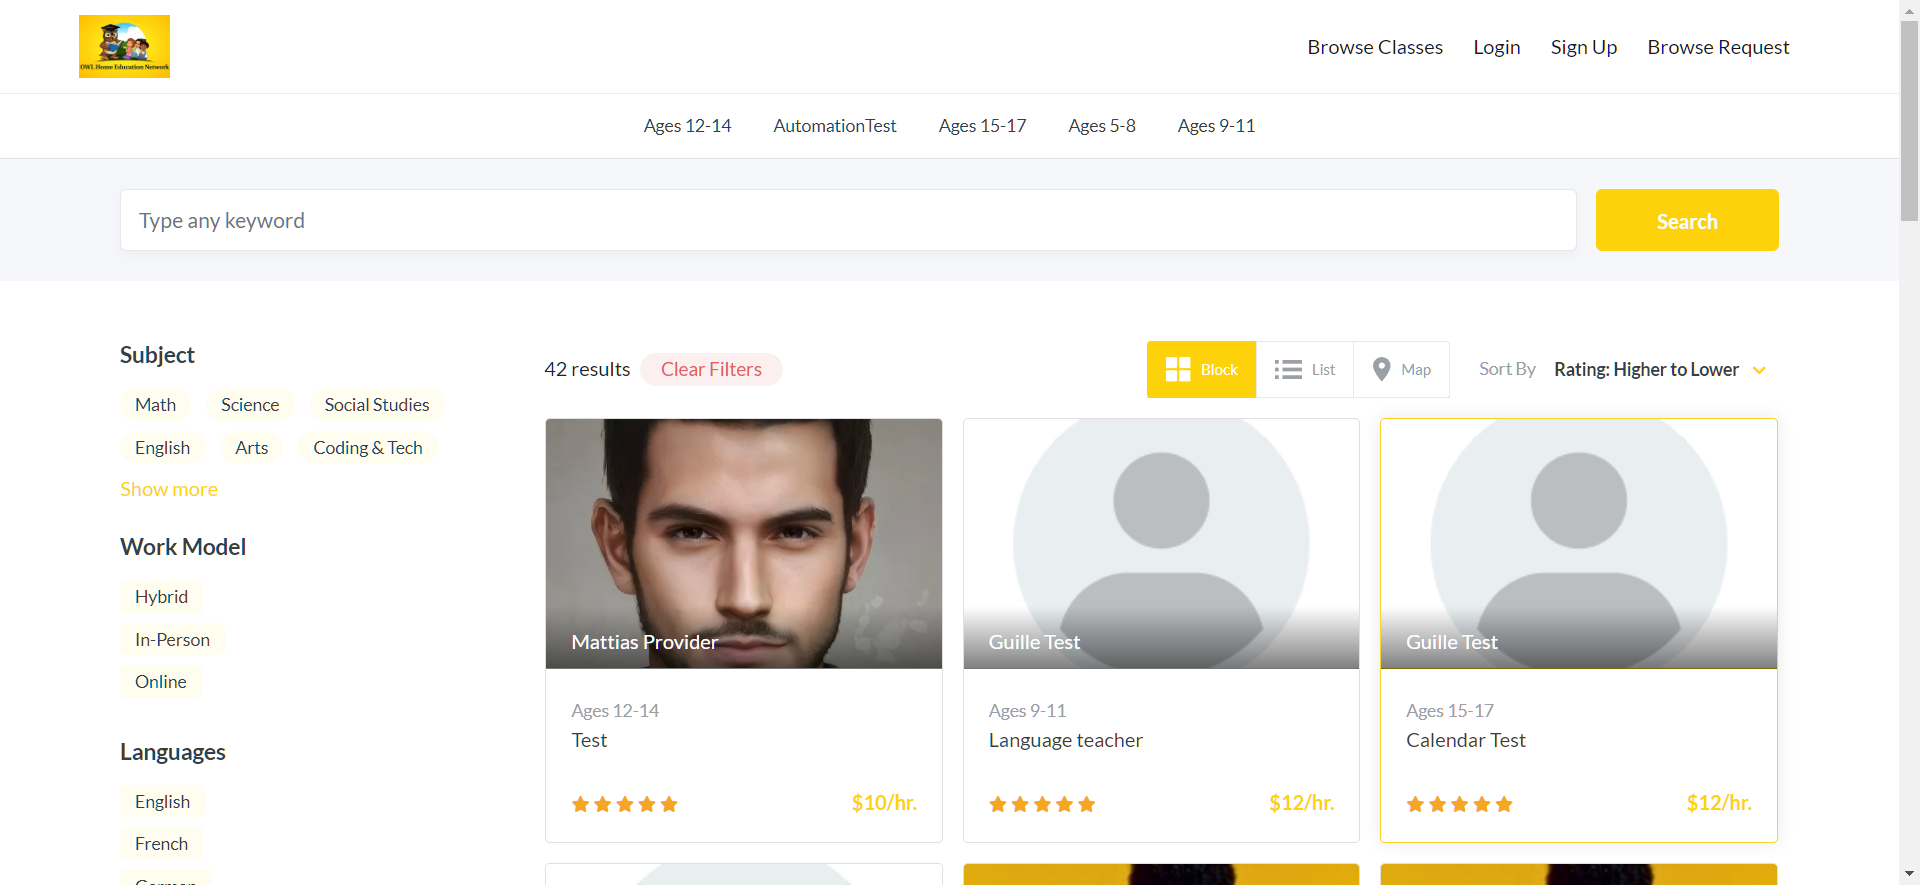 OWL Home Education Network
Browse Classes Login Sign Up Browse Request
Ages 12-14 AutomationTest Ages 15-17 Ages 5-8 Ages 9-11
Type any keyword Search
Subject
Math Science Social Studies
English Arts Coding & Tech
Show more
Work Model
Hybrid
In-Person
Online
Languages
English
French
German
42 results Clear Filters Block List Map Sort By Rating: Higher to Lower
Mattias Provider
Ages 12-14
Test
$10/hr.
Guille Test
Ages 9-11
Language teacher
$12/hr.
Guille Test
Ages 15-17
Calendar Test
$12/hr.